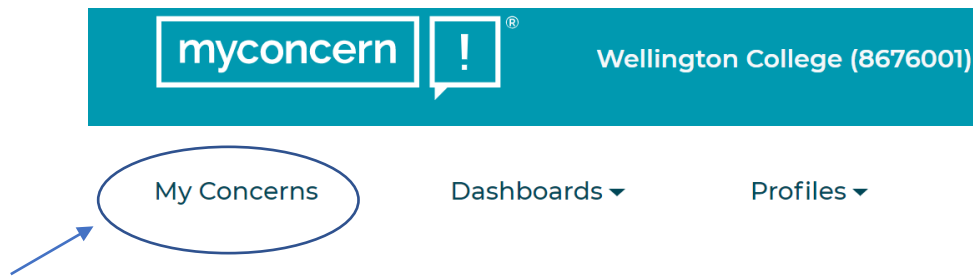 myconcern ! ®
Wellington College (8676001)
My Concerns Dashboards Profiles